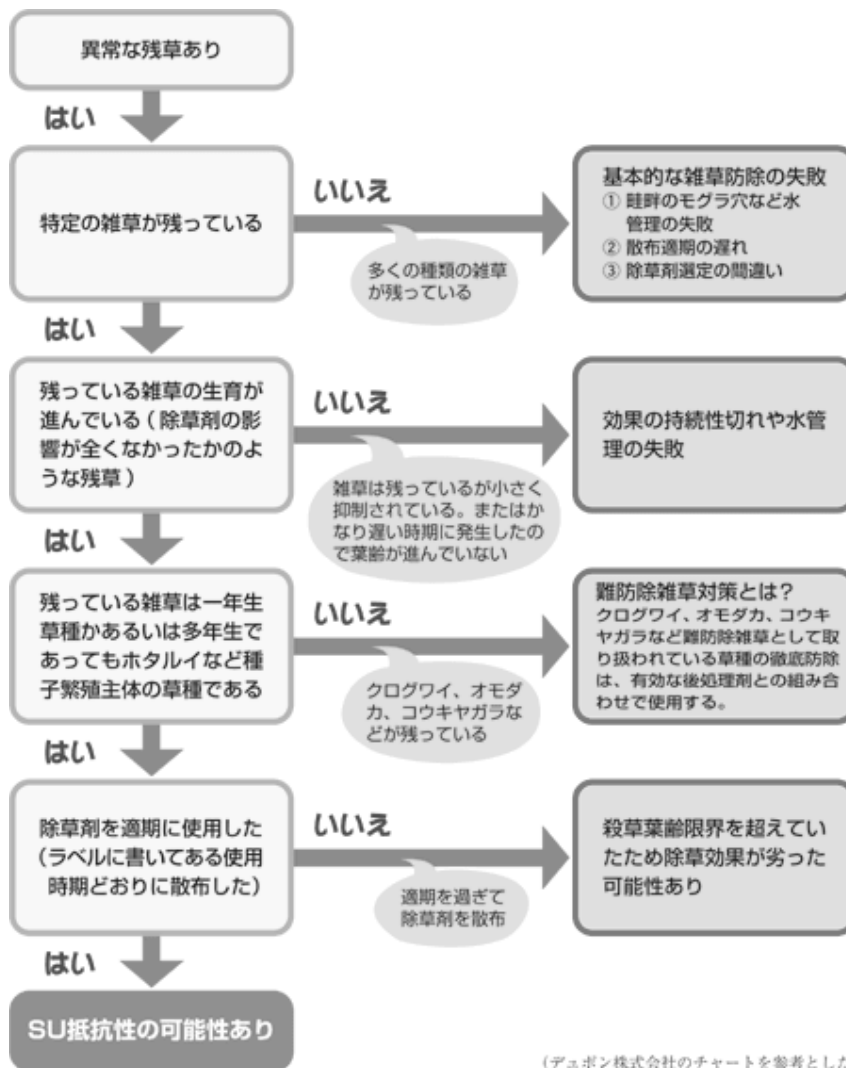 異常な残草あり
はい
特定の雑草が残っている
いいえ
多くの種類の雑草
が残っている
基本的な雑草防除の失敗
① 畦畔のモグラ穴など水
管理の失敗
② 散布適期の遅れ
③ 除草剤選定の間違い
はい
残っている雑草の生育が
進んでいる(除草剤の影
響が全くなかったかのよ
うな残草)
いいえ
雑草は残っているが小さく
抑制されている。またはか
なり遅い時期に発生したの
で葉齢が進んでいない
効果の持続性切れや水管
理の失敗
はい
残っている雑草は一年生
草種かあるいは多年生で
あってもホタルイなど種
子繁殖主体の草種である
いいえ
クログワイ、オモダ
カ、コウキヤガラな
どが残っている
難防除雑草対策とは?
クログワイ、オモダカ、コウキ
ヤガラなど難防除雑草として取
り扱われている草種の徹底防除
は、有効な後処理剤との組み合
わせで使用する。
はい
除草剤を適期に使用した
(ラベルに書いてある使用
時期どおりに散布した)
いいえ
適期を過ぎて
除草剤を散布
殺草葉齢限界を超えてい
たため除草効果が劣った
可能性あり
はい
SU抵抗性の可能性あり
(デュポン株式会社のチャートを参考とした